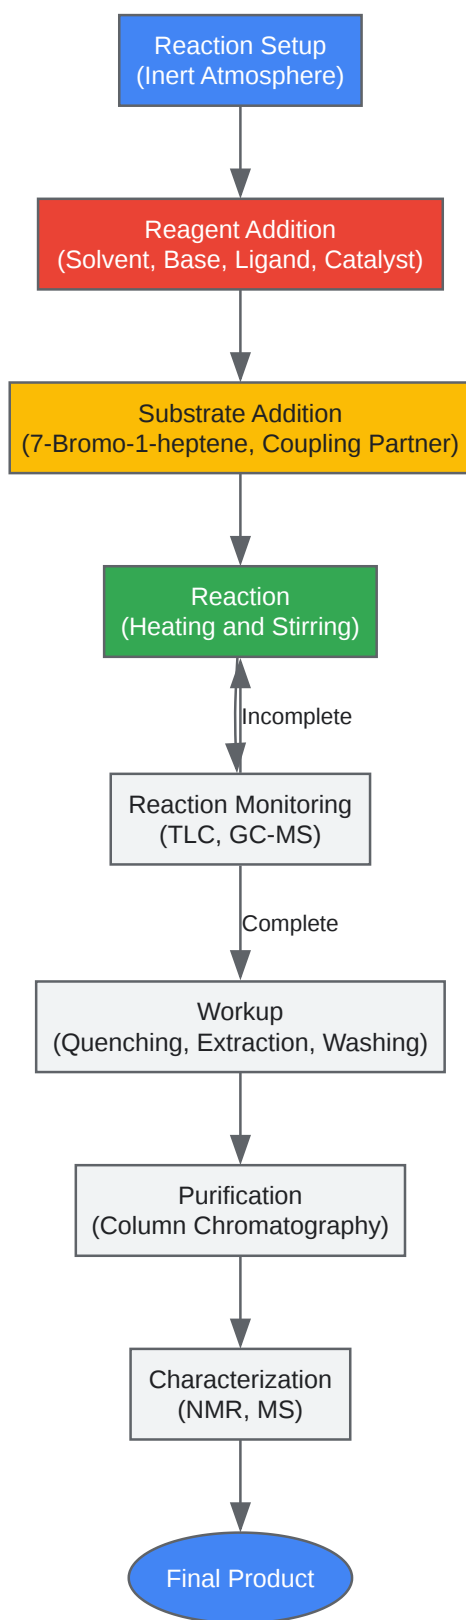 Reaction Setup
(Inert Atmosphere)
Reagent Addition
(Solvent, Base, Ligand, Catalyst)
Substrate Addition
(7-Bromo-1-heptene, Coupling Partner)
Reaction
(Heating and Stirring)
Incomplete
Reaction Monitoring
(TLC, GC-MS)
Complete
Workup
(Quenching, Extraction, Washing)
Purification
(Column Chromatography)
Characterization
(NMR, MS)
Final Product